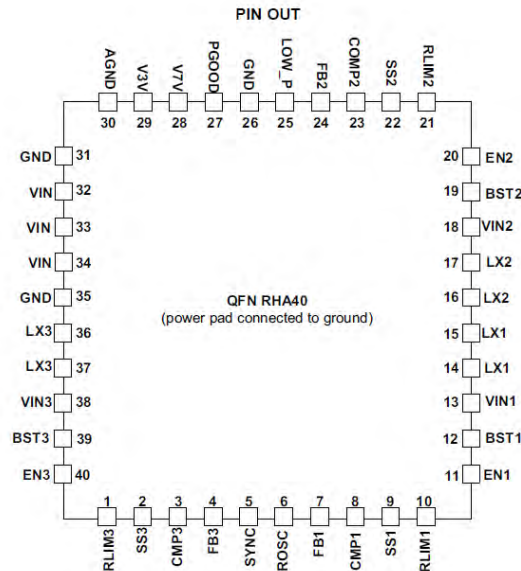 PIN OUT
AGND
V3V
V7V
PGOOD
GND
LOW_P
FB2
COMP2
SS2
RLIM2
30 29 28 27 26 25 24 23 22 21
GND 31
VIN 32
VIN 33
VIN 34
GND 35
LX3 36
LX3 37
VIN3 38
BST3 39
EN3 40
QFN RHA40
(power pad connected to ground)
20 EN2
19 BST2
18 VIN2
17 LX2
16 LX2
15 LX1
14 LX1
13 VIN1
12 BST1
11 EN1
1 2 3 4 5 6 7 8 9 10
RLIM3
SS3
CMP3
FB3
SYNC
ROSC
FB1
CMP1
SS1
RLIM1